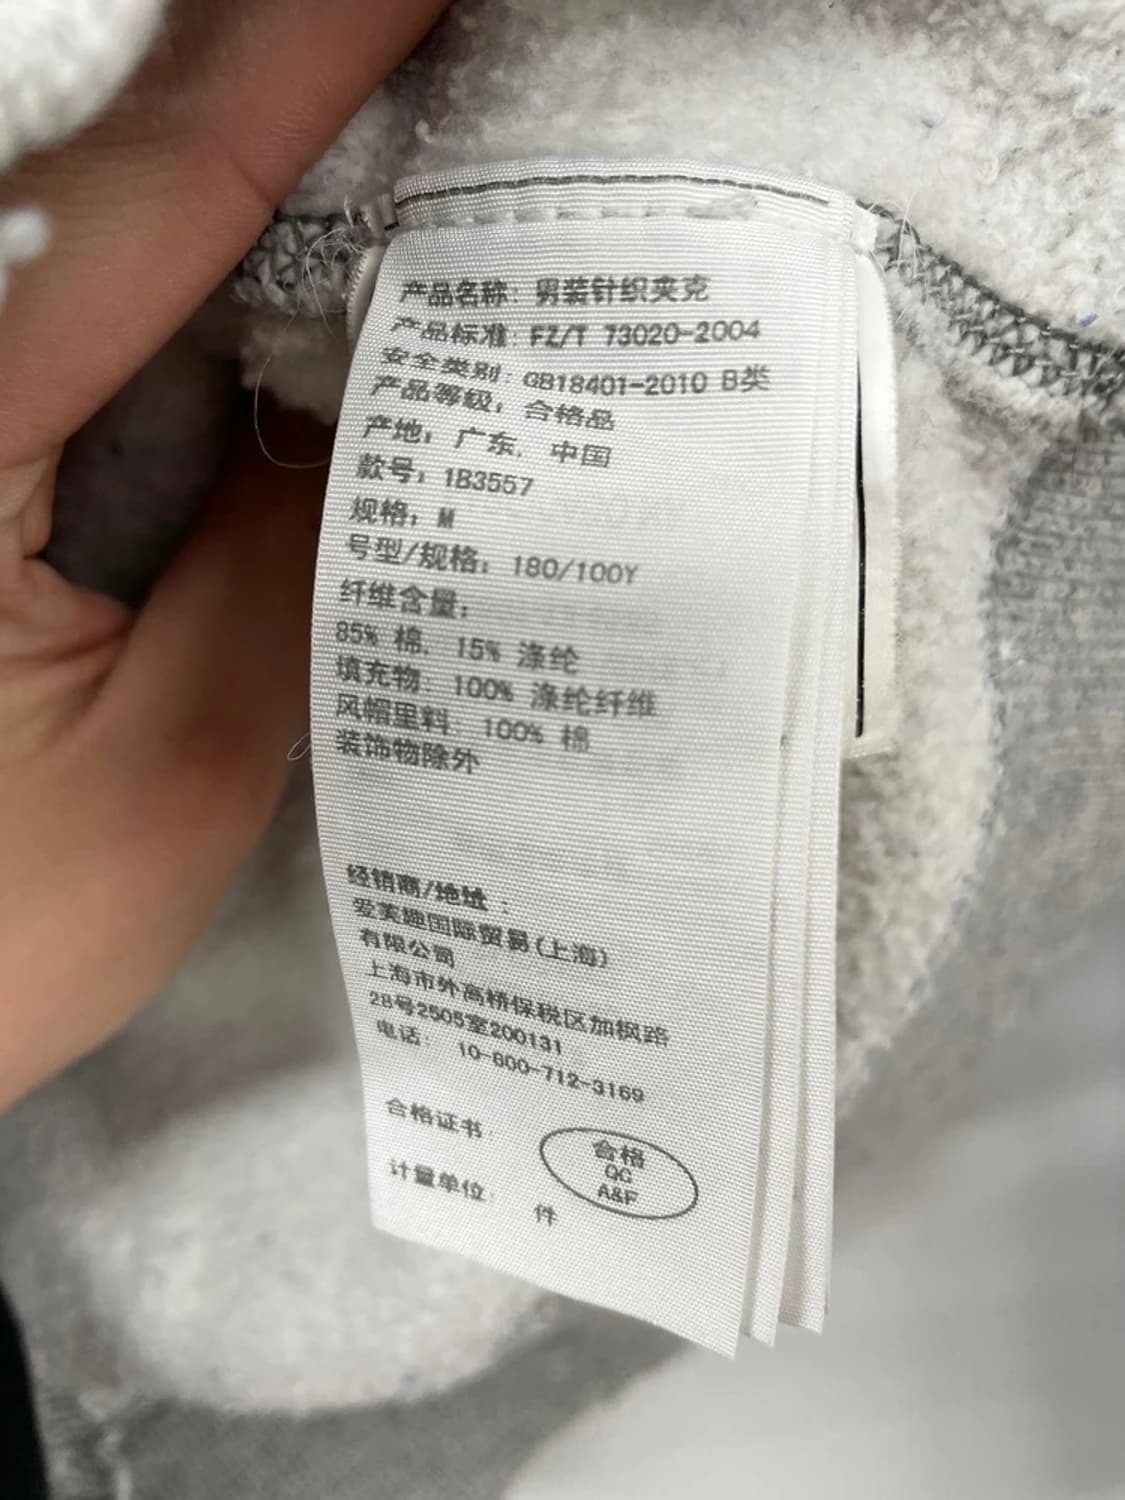 产品名称: 男装针织夹克
产品标准: FZ/T 73020-2004
安全类别: GB18401-2010 B类
产品等级: 合格品
产地: 广东, 中国
款号: 1B3557
规格: M
号型/规格: 180/100Y
纤维含量:
85% 棉, 15% 涤纶
填充物: 100% 涤纶纤维
风帽里料: 100% 棉
装饰物除外
经销商/地址 :
爱芙趣国际贸易(上海)
有限公司
上海市外高桥保税区加枫路
28号2505室200131
电话: 10-800-712-3169
合格证书:
合格
QC
A&F
计量单位: 件